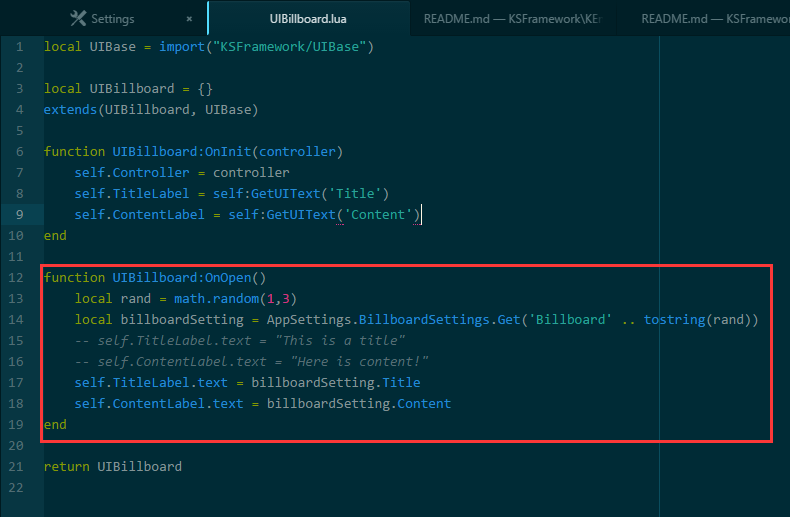 Settings × UIBillboard.lua README.md — KSFramework\KE README.md — KSFramewor
1 local UIBase = import("KSFramework/UIBase")
2
3 local UIBillboard = {}
4 extends(UIBillboard, UIBase)
5
6 function UIBillboard:OnInit(controller)
7 self.Controller = controller
8 self.TitleLabel = self:GetUIText('Title')
9 self.ContentLabel = self:GetUIText('Content')
10 end
11
12 function UIBillboard:OnOpen()
13 local rand = math.random(1,3)
14 local billboardSetting = AppSettings.BillboardSettings.Get('Billboard' .. tostring(rand))
15 -- self.TitleLabel.text = "This is a title"
16 -- self.ContentLabel.text = "Here is content!"
17 self.TitleLabel.text = billboardSetting.Title
18 self.ContentLabel.text = billboardSetting.Content
19 end
20
21 return UIBillboard
22